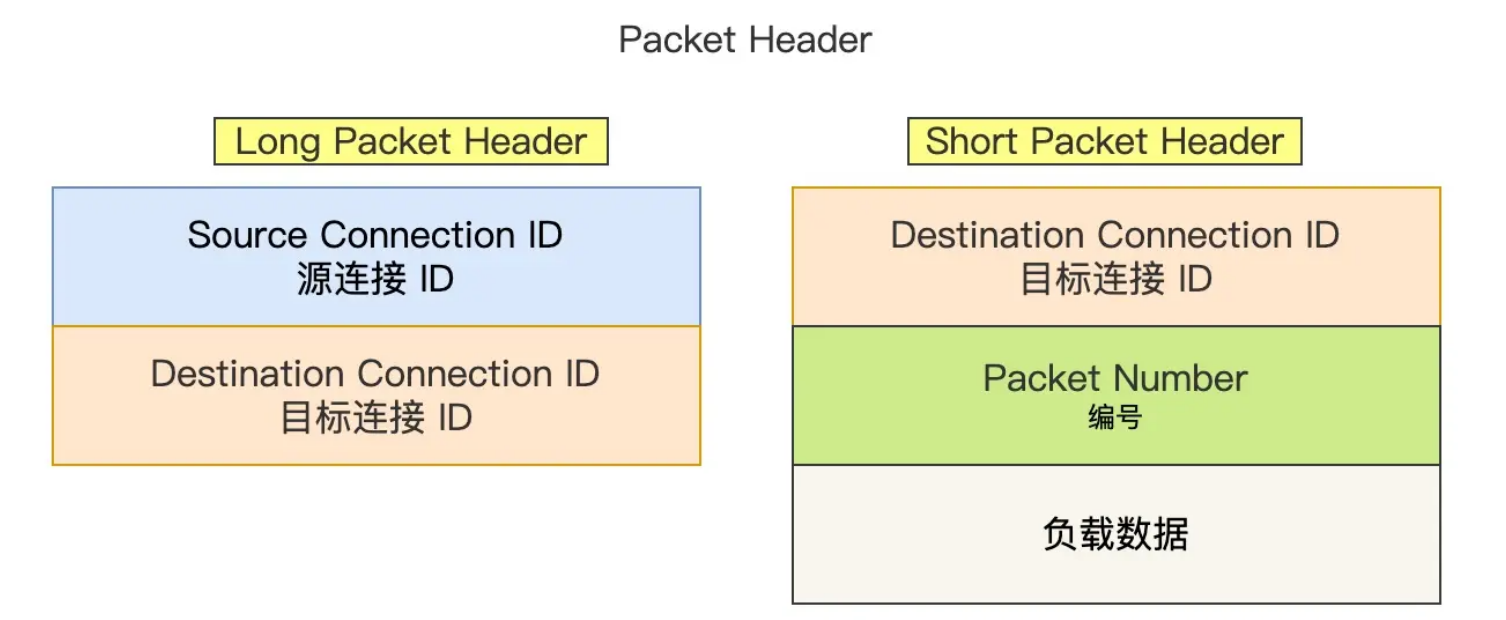 Packet Header
Long Packet Header
Source Connection ID
源连接 ID
Destination Connection ID
目标连接 ID
Short Packet Header
Destination Connection ID
目标连接 ID
Packet Number
编号
负载数据